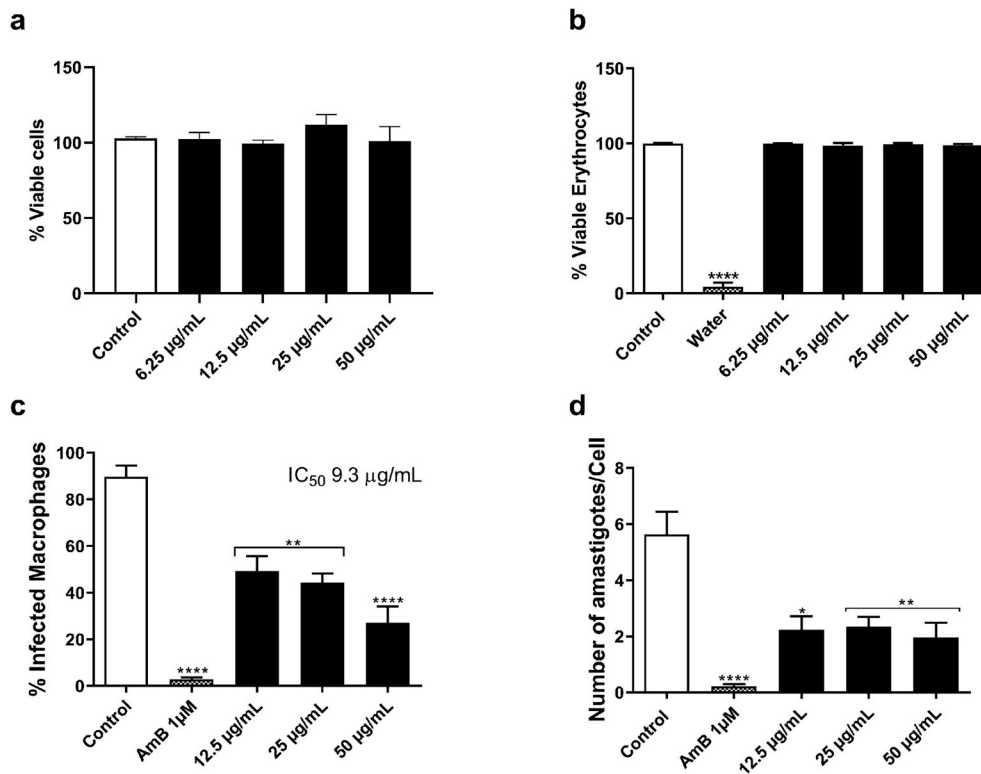 a
% Viable cells
150
100
50
0
Control
6.25 µg/mL
12.5 µg/mL
25 µg/mL
50 µg/mL
b
% Viable Erythrocytes
150
100
50
0
****
Control
Water
6.25 µg/mL
12.5 µg/mL
25 µg/mL
50 µg/mL
c
% Infected Macrophages
100
80
60
40
20
0
IC50 9.3 µg/mL
****
**
****
Control
AmB 1µM
12.5 µg/mL
25 µg/mL
50 µg/mL
d
Number of amastigotes/Cell
8
6
4
2
0
****
*
**
Control
AmB 1µM
12.5 µg/mL
25 µg/mL
50 µg/mL